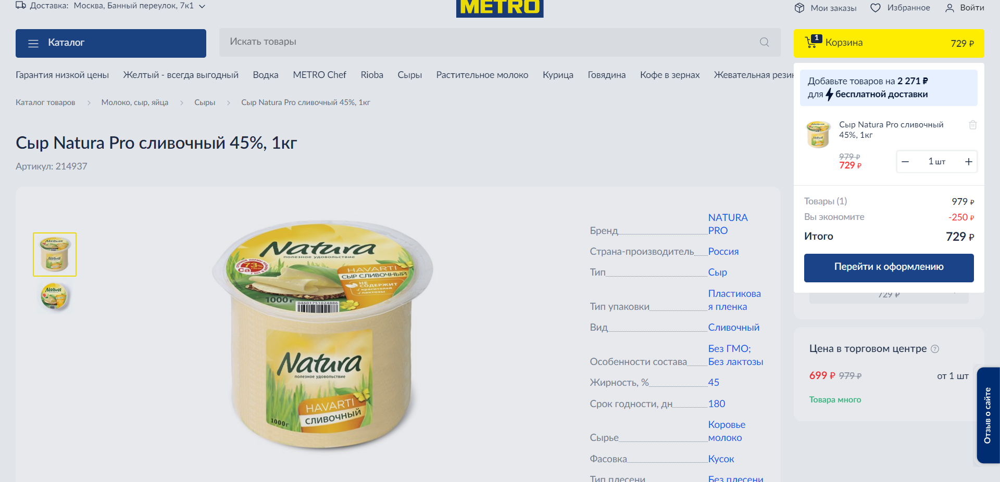 Доставка: Москва, Банный переулок, 7к1
METRO
Мои заказы
Избранное
Войти
Каталог
Искать товары
1
Корзина
729 ₽
Гарантия низкой цены
Желтый - всегда выгодный
Водка
METRO Chef
Rioba
Сыры
Растительное молоко
Курица
Говядина
Кофе в зернах
Жевательная рези
Добавьте товаров на 2 271 ₽
для бесплатной доставки
Каталог товаров
Молоко, сыр, яйца
Сыры
Сыр Natura Pro сливочный 45%, 1кг
Сыр Natura Pro сливочный 45%, 1кг
Артикул: 214937
Сыр Natura Pro сливочный
45%, 1кг
979 ₽
729 ₽
1 шт
Товары (1)
979 ₽
Вы экономите
-250 ₽
Итого
729 ₽
Перейти к оформлению
729 ₽
Natura
полезное удовольствие
73%
Ca
HAVARTI
СЫР СЛИВОЧНЫЙ
НЕ
СОДЕРЖИТ
красителей
лактозы
1000 г
04601751024886
Natura
полезное удовольствие
HAVARTI
СЛИВОЧНЫЙ
1000г
Бренд
NATURA
PRO
Страна-производитель
Россия
Тип
Сыр
Тип упаковки
Пластикова
я пленка
Вид
Сливочный
Особенности состава
Без ГМО;
Без лактозы
Жирность, %
45
Срок годности, дн
180
Сырье
Коровье
молоко
Фасовка
Кусок
Тип плесени
Без плесени
Цена в торговом центре
?
699 ₽ 979 ₽
от 1 шт
Товара много
Отзыв о сайте